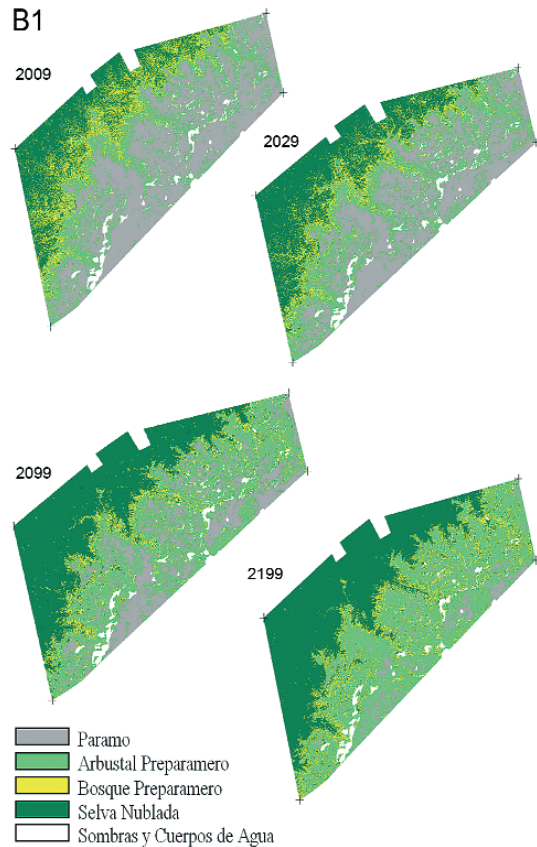 B1
2009
2029
2099
2199
Paramo
Arbustal Preparamero
Bosque Preparamero
Selva Nublada
Sombras y Cuerpos de Agua